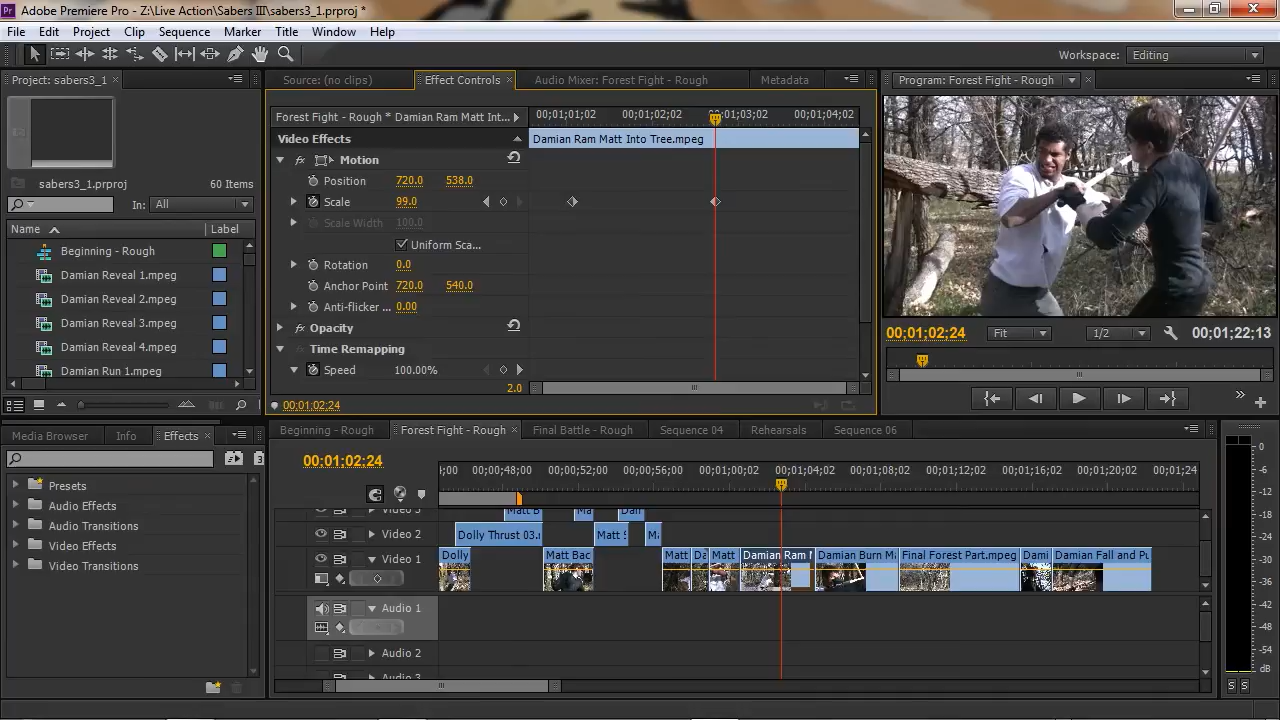 Adobe Premiere Pro - Z:\Live Action\Sabers III\sabers3_1.prproj *
File Edit Project Clip Sequence Marker Title Window Help
Workspace: Editing
Project: sabers3_1
Source: (no clips) Effect Controls Audio Mixer: Forest Fight - Rough Metadata
Program: Forest Fight - Rough
sabers3_1.prproj 60 Items
In: All
Name Label
Beginning - Rough
Damian Reveal 1.mpeg
Damian Reveal 2.mpeg
Damian Reveal 3.mpeg
Damian Reveal 4.mpeg
Damian Run 1.mpeg
Forest Fight - Rough * Damian Ram Matt Int...
00;01;01;02 00;01;02;02 00;01;03;02 00;01;04;02
Video Effects
Damian Ram Matt Into Tree.mpeg
fx Motion
Position 720.0 538.0
Scale 99.0
Scale Width 100.0
Uniform Sca...
Rotation 0.0
Anchor Point 720.0 540.0
Anti-flicker ... 0.00
fx Opacity
fx Time Remapping
Speed 100.00%
2.0
00;01;02;24
00;01;02;24 Fit 1/2 00;01;22;13
Media Browser Info Effects
Presets
Audio Effects
Audio Transitions
Video Effects
Video Transitions
Beginning - Rough Forest Fight - Rough Final Battle - Rough Sequence 04 Rehearsals Sequence 06
00;01;02;24
;00 00;00;48;00 00;00;52;00 00;00;56;00 00;01;00;02 00;01;04;02 00;01;08;02 00;01;12;02 00;01;16;02 00;01;20;02 00;01;24
Video 3 Matt B Ma Dam
Video 2 Dolly Thrust 03.m Matt S Ma
Video 1 Dolly Matt Bac Matt Da Matt Damian Ram M Damian Burn Ma Final Forest Part.mpeg Dami Damian Fall and Pu
Audio 1
Audio 2
Audio 3
0
-6
-12
-18
-24
-30
-36
-42
-48
-54
dB
S S